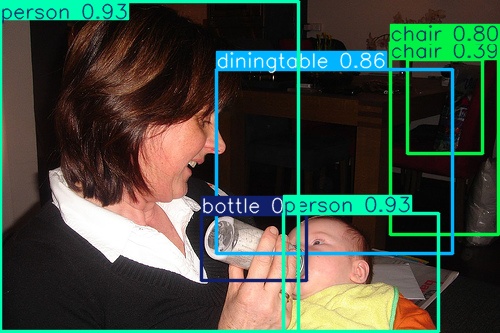 person 0.93
chair 0.80
chair 0.39
diningtable 0.86
bottle 0
person 0.93